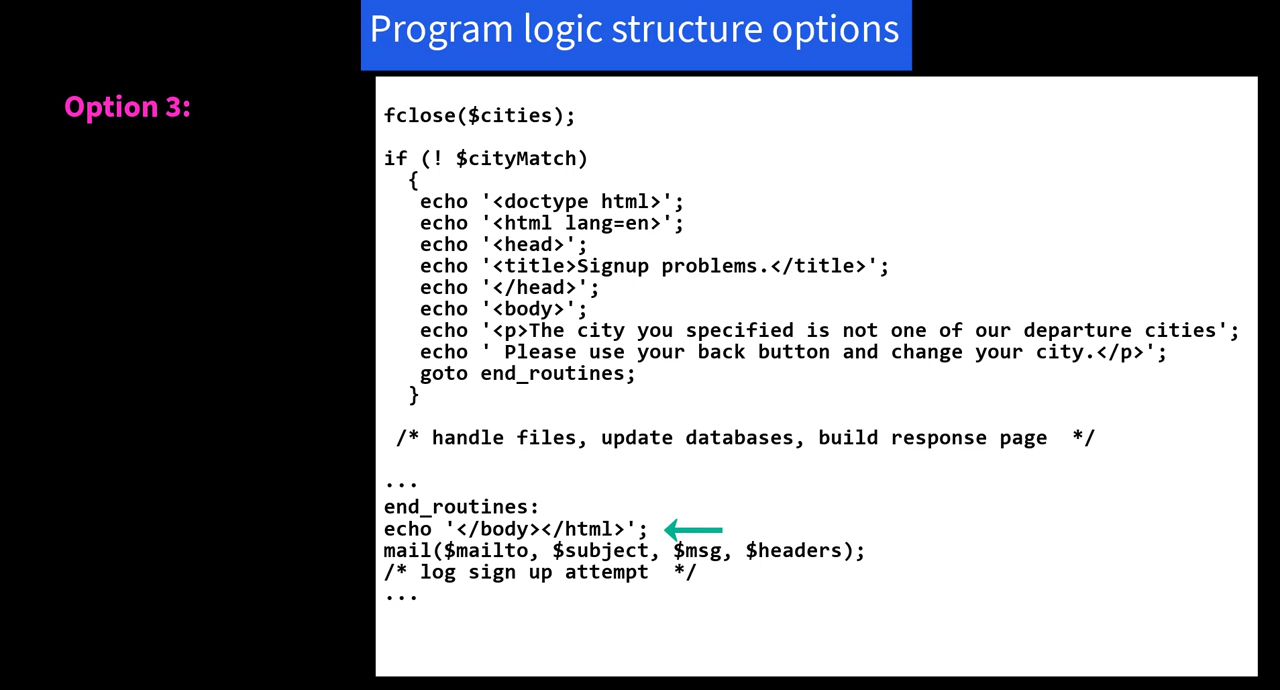 Program logic structure options
Option 3:
fclose($cities);
if (! $cityMatch)
{
echo '<doctype html>';
echo '<html lang=en>';
echo '<head>';
echo '<title>Signup problems.</title>';
echo '</head>';
echo '<body>';
echo '<p>The city you specified is not one of our departure cities';
echo ' Please use your back button and change your city.</p>';
goto end_routines;
}
/* handle files, update databases, build response page  */
...
end_routines:
echo '</body></html>';
mail($mailto, $subject, $msg, $headers);
/* log sign up attempt  */
...